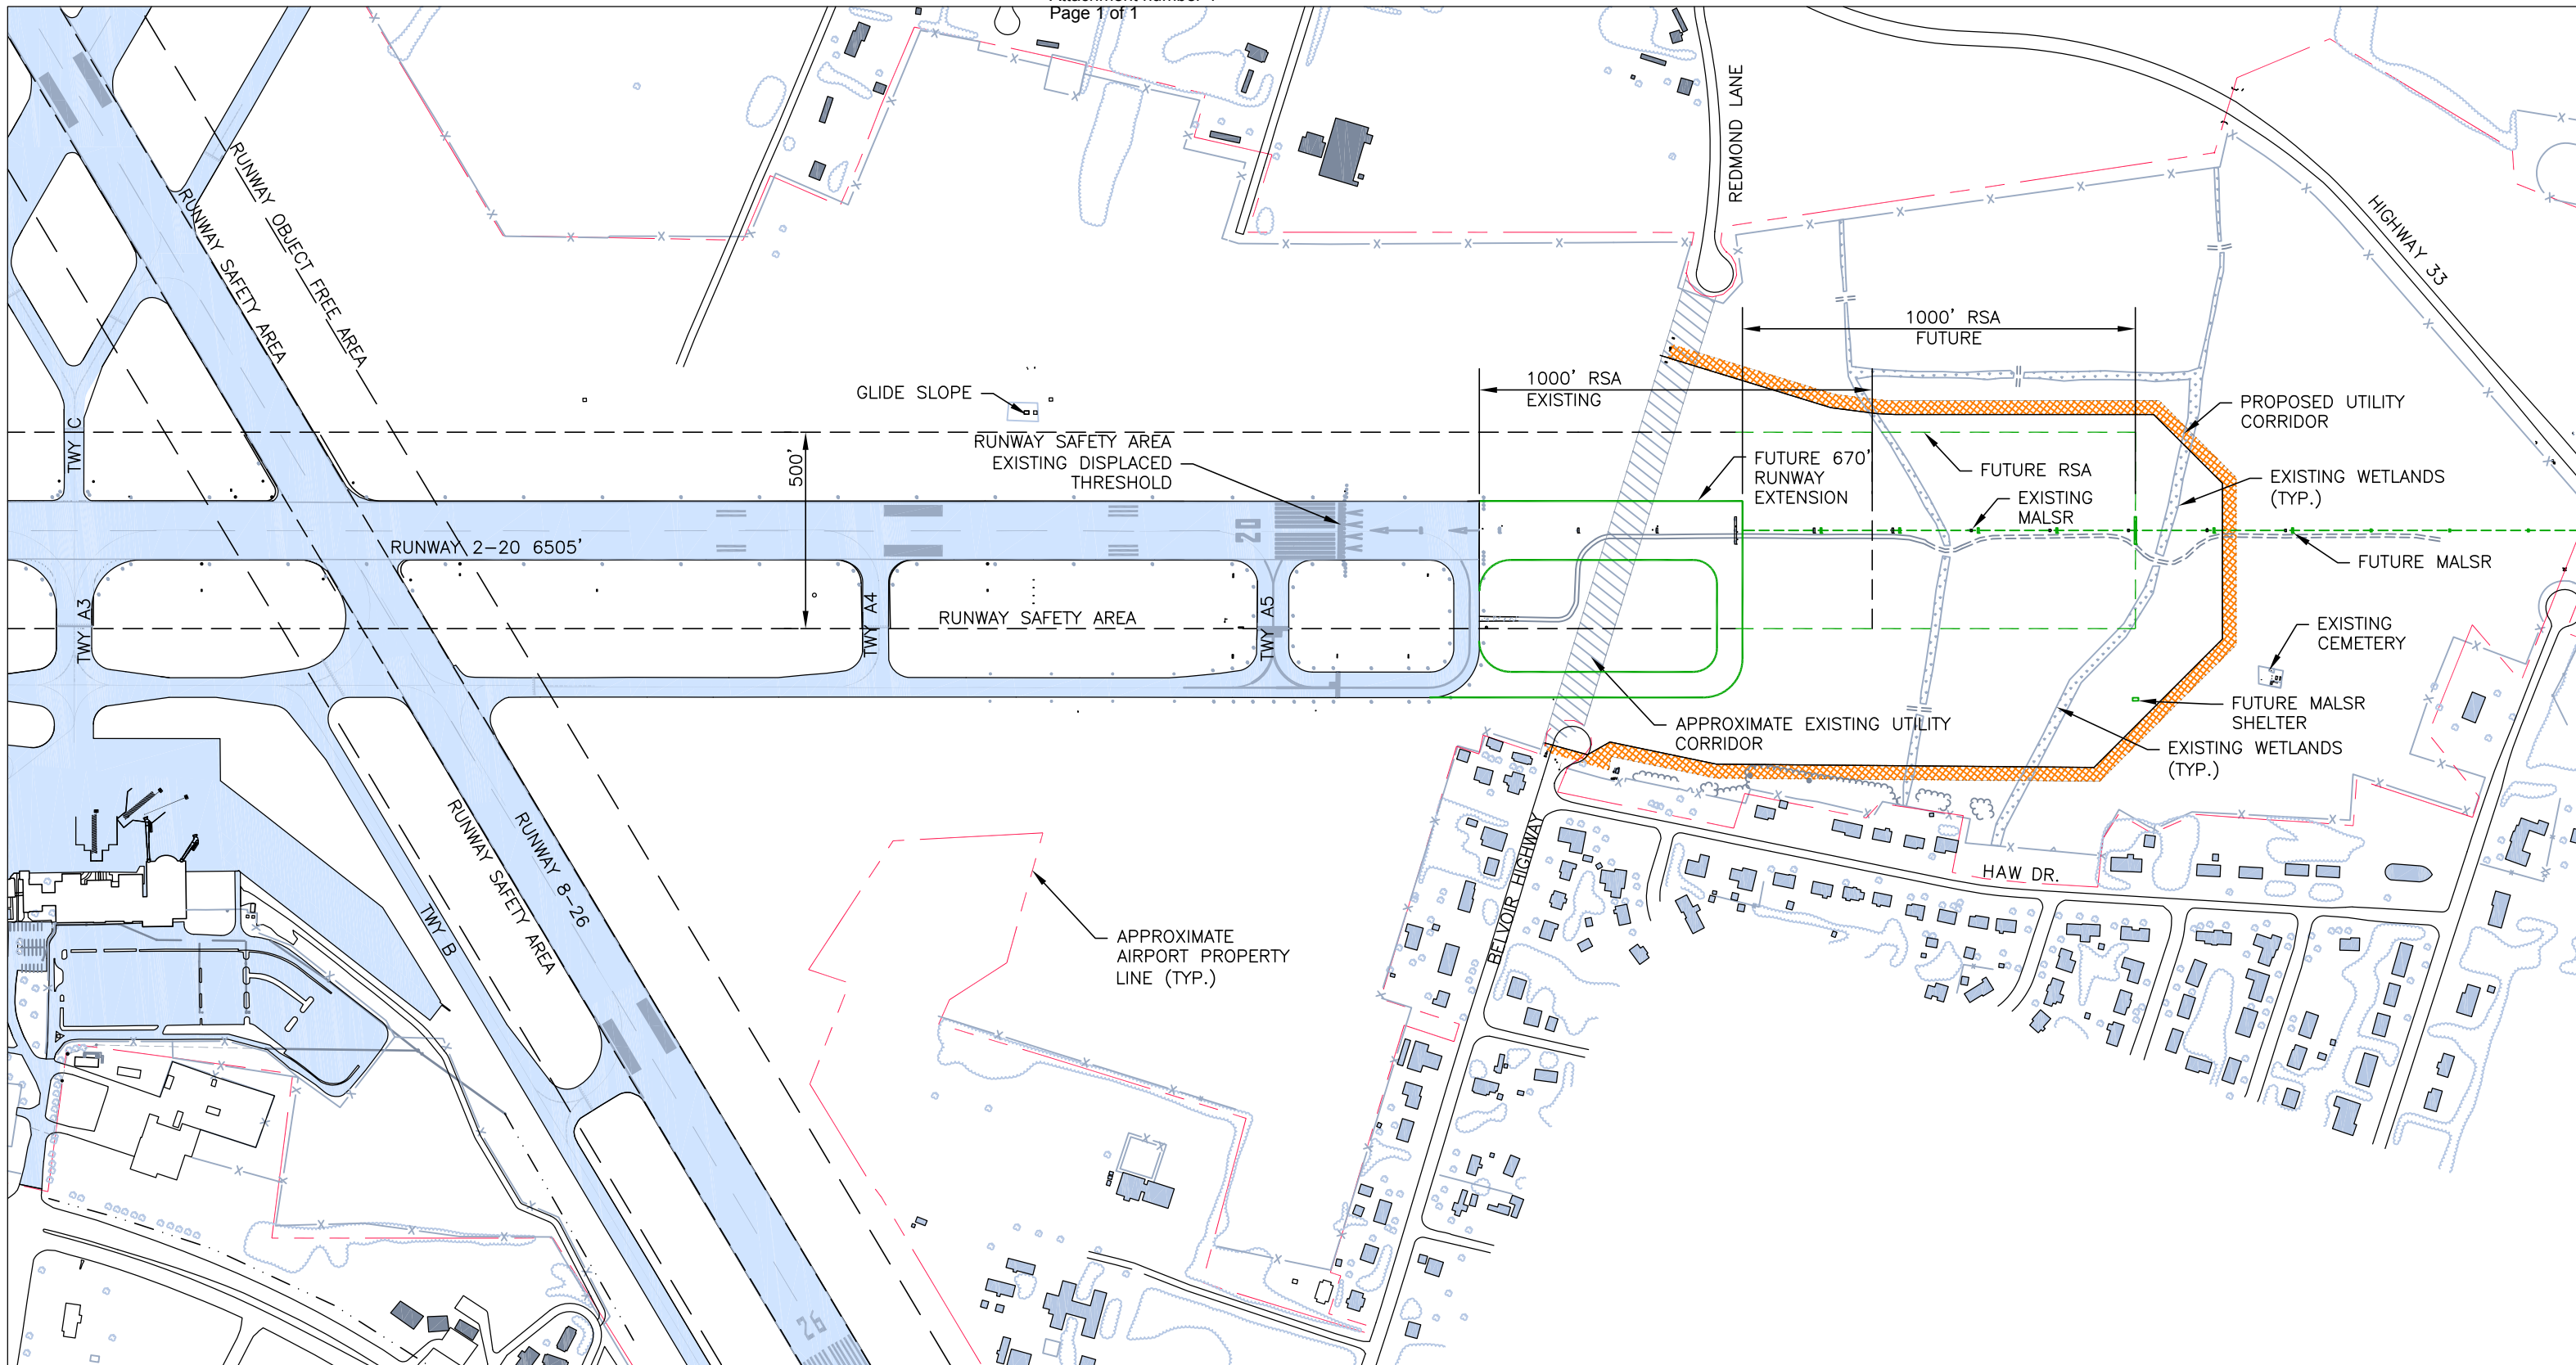 Page 1 of 1
REDMOND LANE
HIGHWAY 33
RUNWAY OBJECT FREE AREA
RUNWAY SAFETY AREA
1000' RSA
FUTURE
1000' RSA
EXISTING
GLIDE SLOPE
PROPOSED UTILITY
CORRIDOR
TWY C
500'
RUNWAY SAFETY AREA
EXISTING DISPLACED
THRESHOLD
FUTURE 670'
RUNWAY
EXTENSION
FUTURE RSA
EXISTING
MALSR
EXISTING WETLANDS
(TYP.)
RUNWAY 2-20 6505'
20
FUTURE MALSR
TWY A3
TWY A4
RUNWAY SAFETY AREA
TWY A5
EXISTING
CEMETERY
FUTURE MALSR
SHELTER
APPROXIMATE EXISTING UTILITY
CORRIDOR
EXISTING WETLANDS
(TYP.)
RUNWAY SAFETY AREA
RUNWAY 8-26
TWY B
BELVOIR HIGHWAY
HAW DR.
APPROXIMATE
AIRPORT PROPERTY
LINE (TYP.)
26